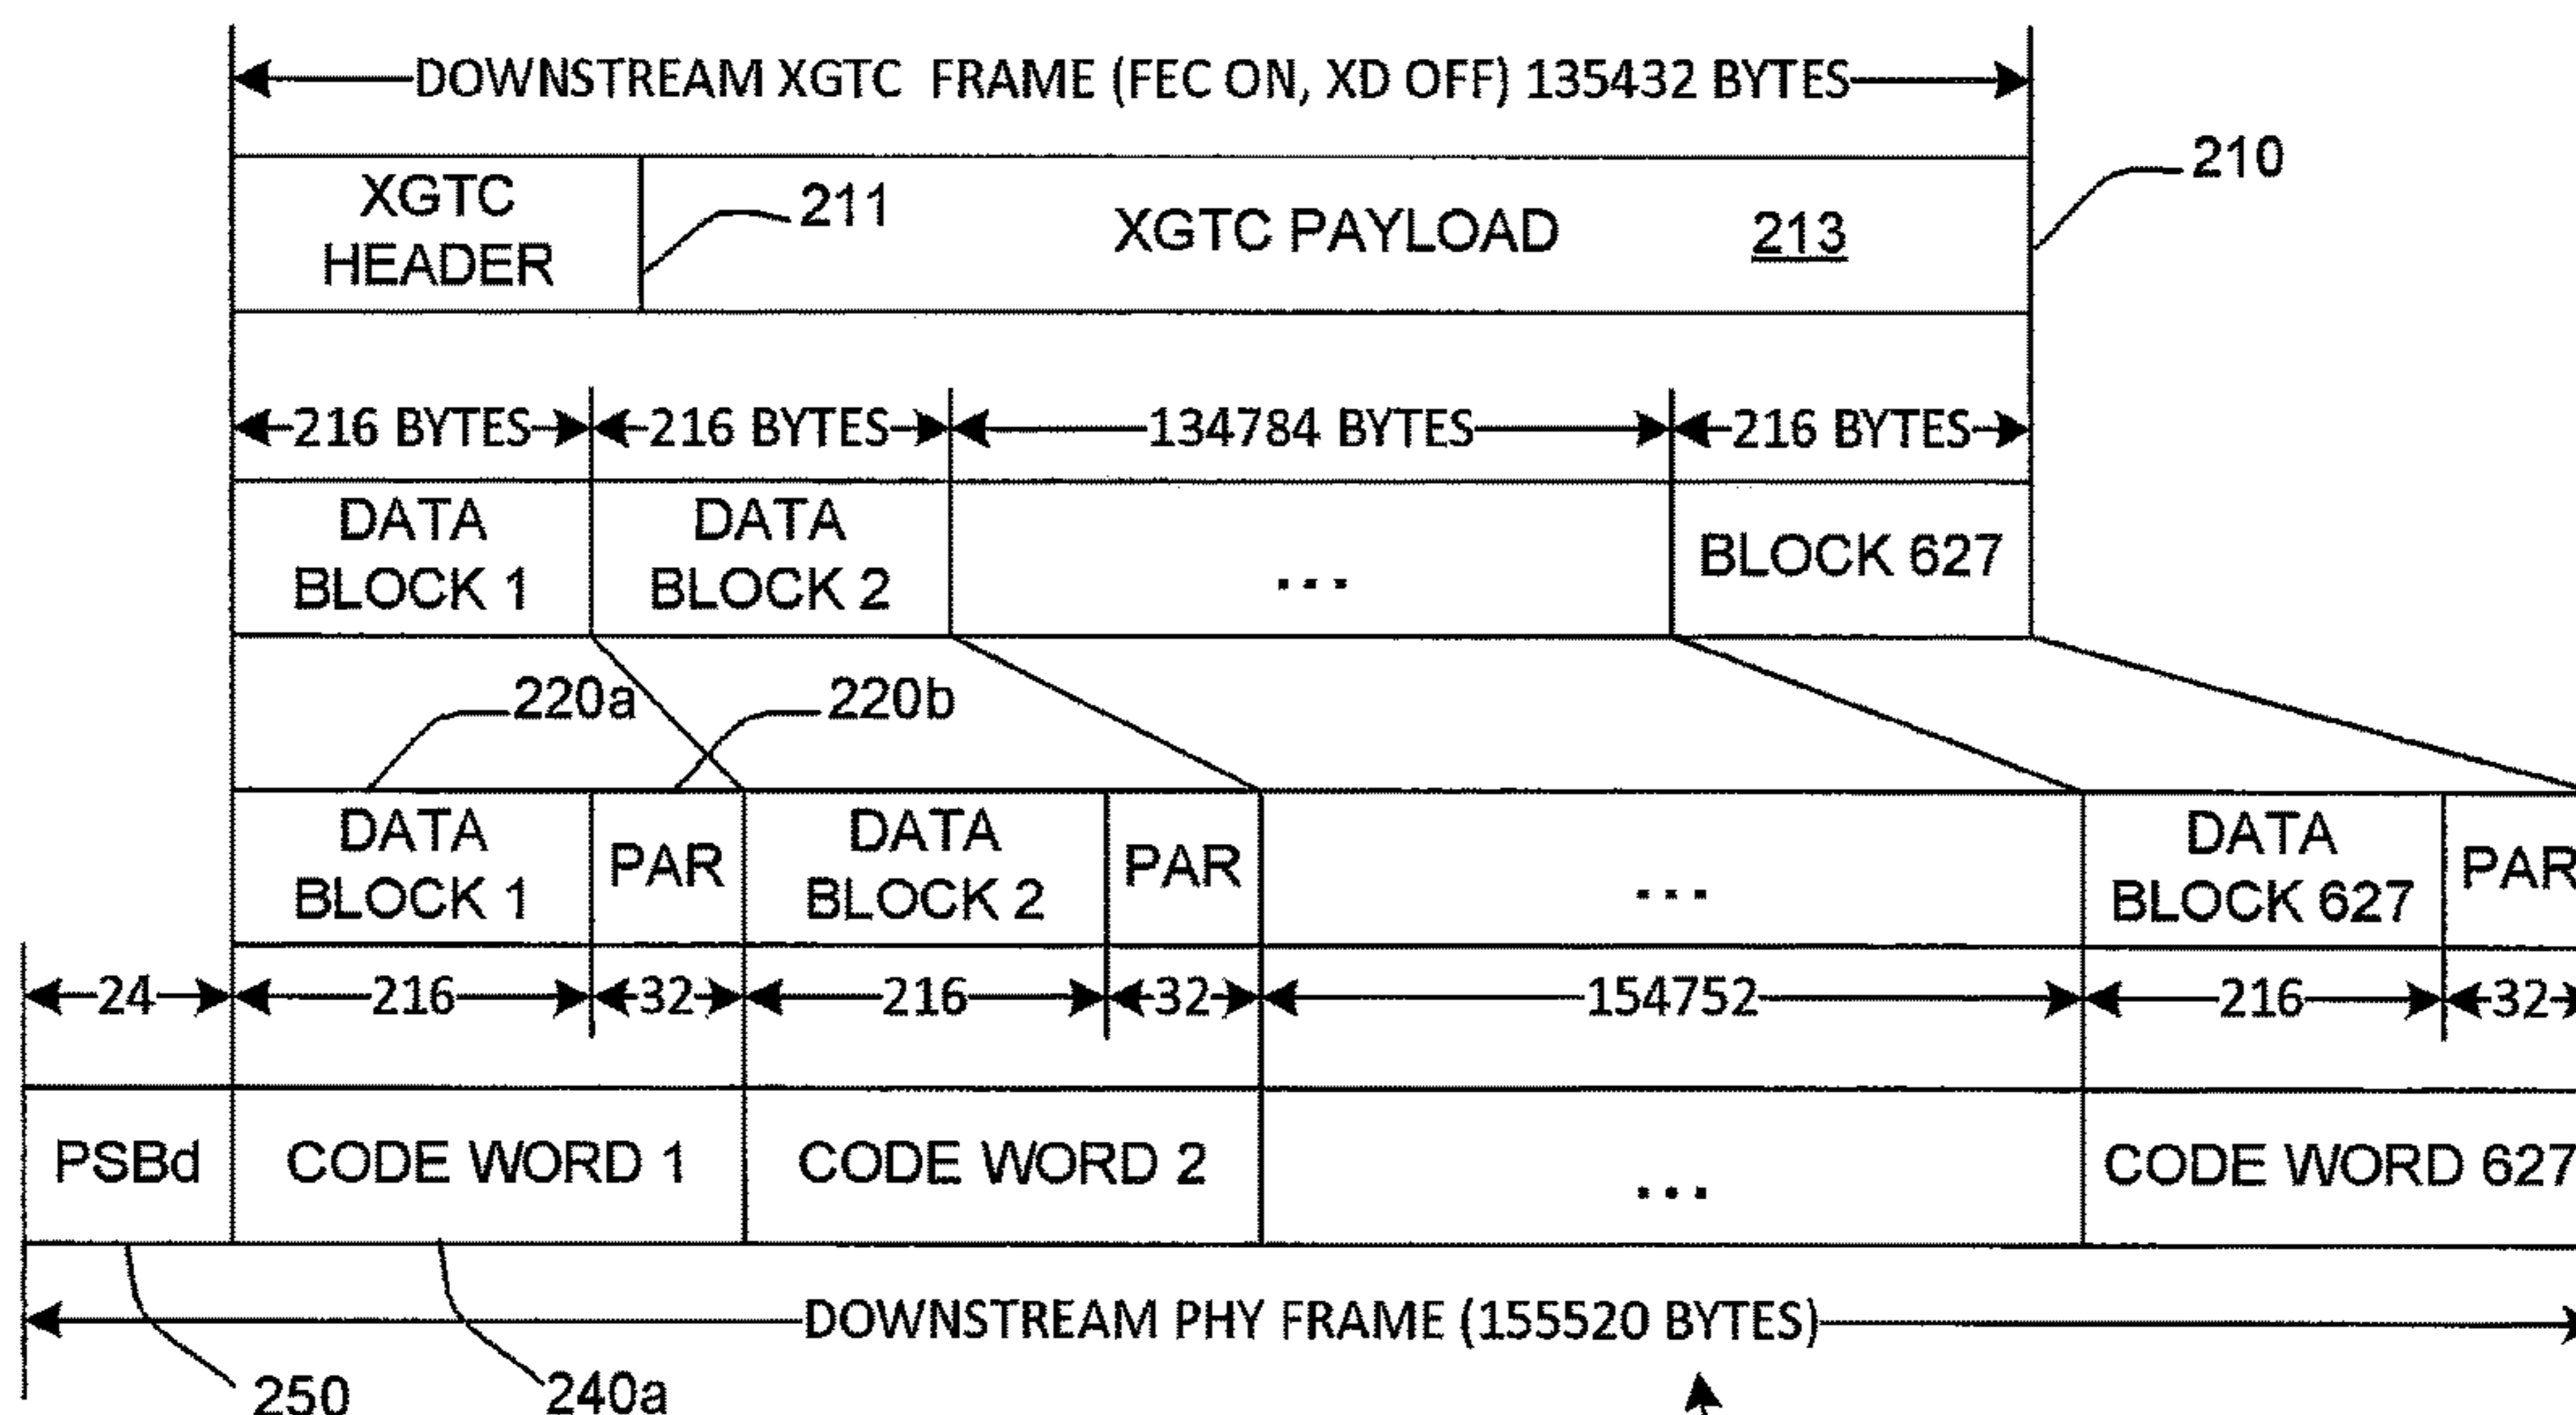 DOWNSTREAM XGTC FRAME (FEC ON, XD OFF) 135432 BYTES
210
XGTC
HEADER
211
XGTC PAYLOAD 213
216 BYTES 216 BYTES 134784 BYTES 216 BYTES
DATA
BLOCK 1
DATA
BLOCK 2
...
BLOCK 627
220a 220b
DATA
BLOCK 1
PAR
DATA
BLOCK 2
PAR
...
DATA
BLOCK 627
PAR
24 216 32 216 32 154752 216 32
PSBd CODE WORD 1 CODE WORD 2 ... CODE WORD 627
DOWNSTREAM PHY FRAME (155520 BYTES)
250 240a